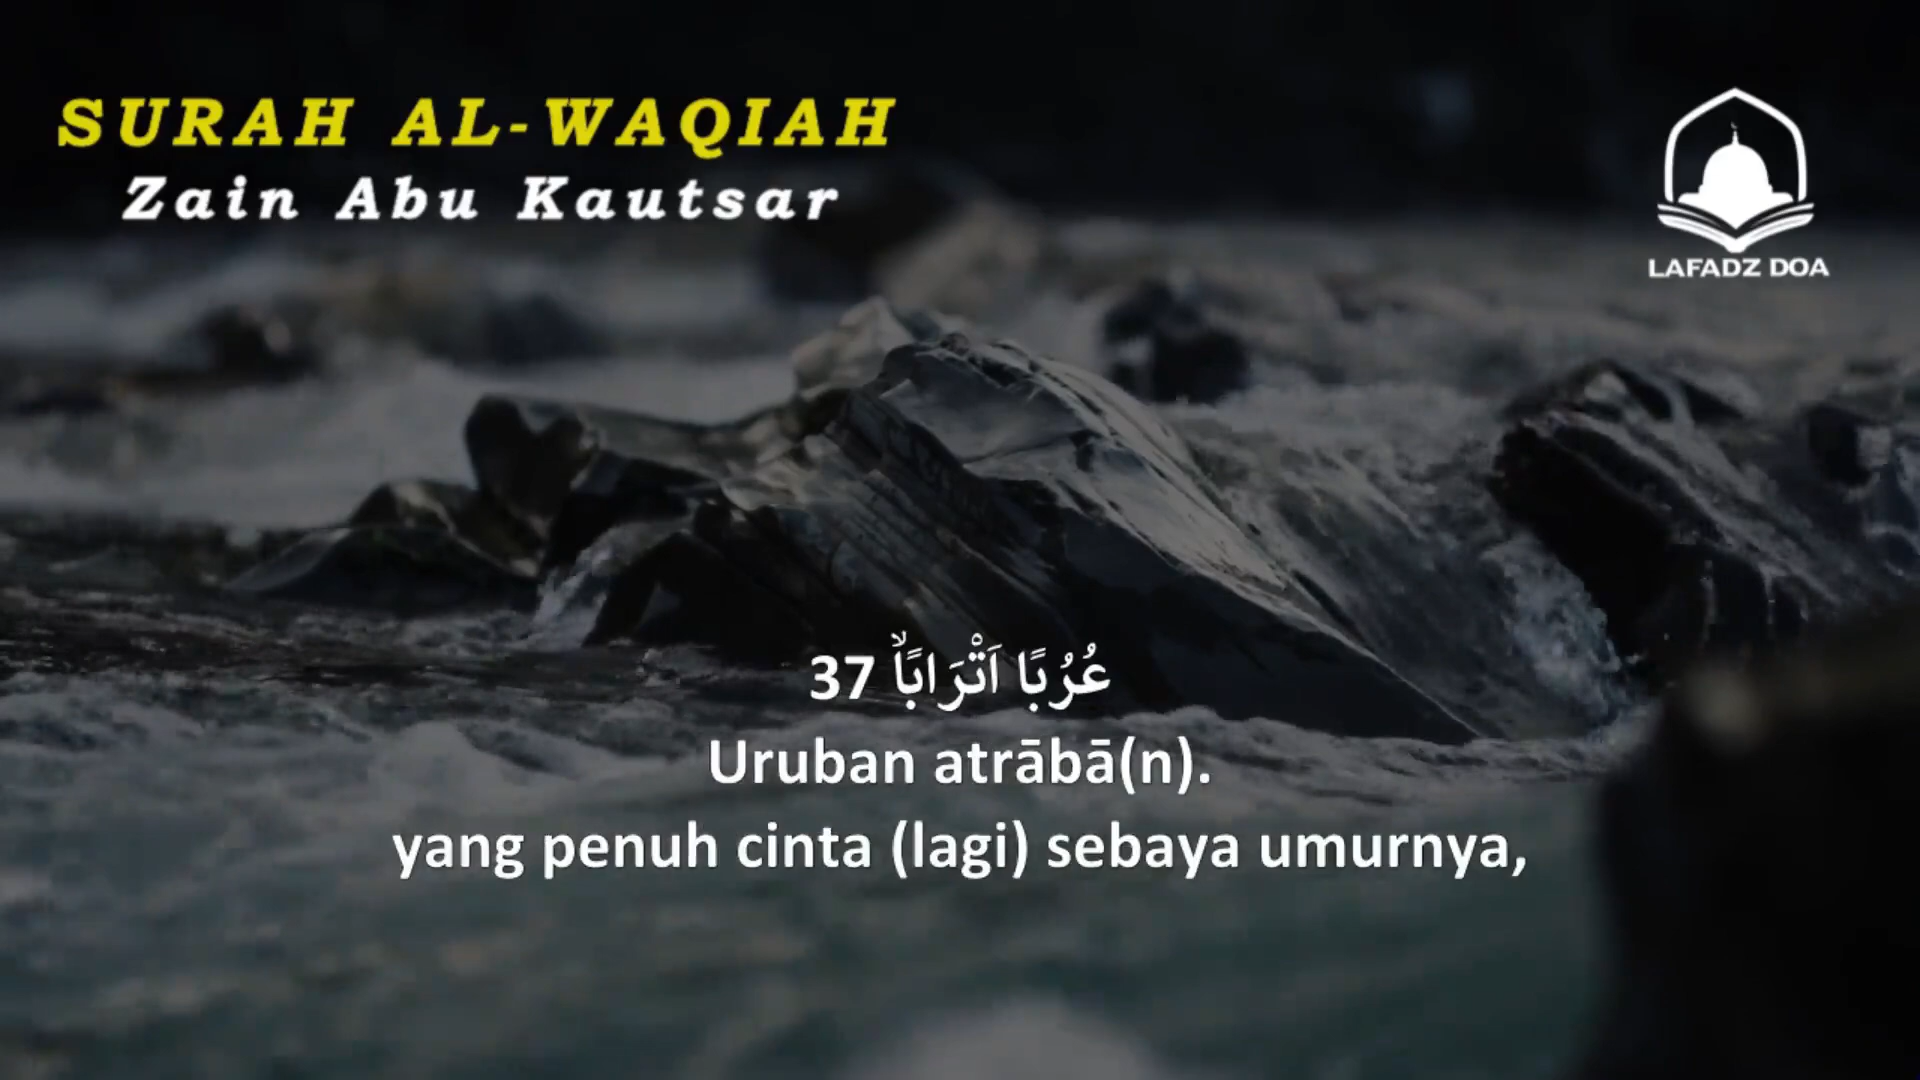 SURAH AL-WAQIAH
Zain Abu Kautsar
LAFADZ DOA
عُرُبًا اَتْرَابًاۙ 37
Uruban atrābā(n).
yang penuh cinta (lagi) sebaya umurnya,